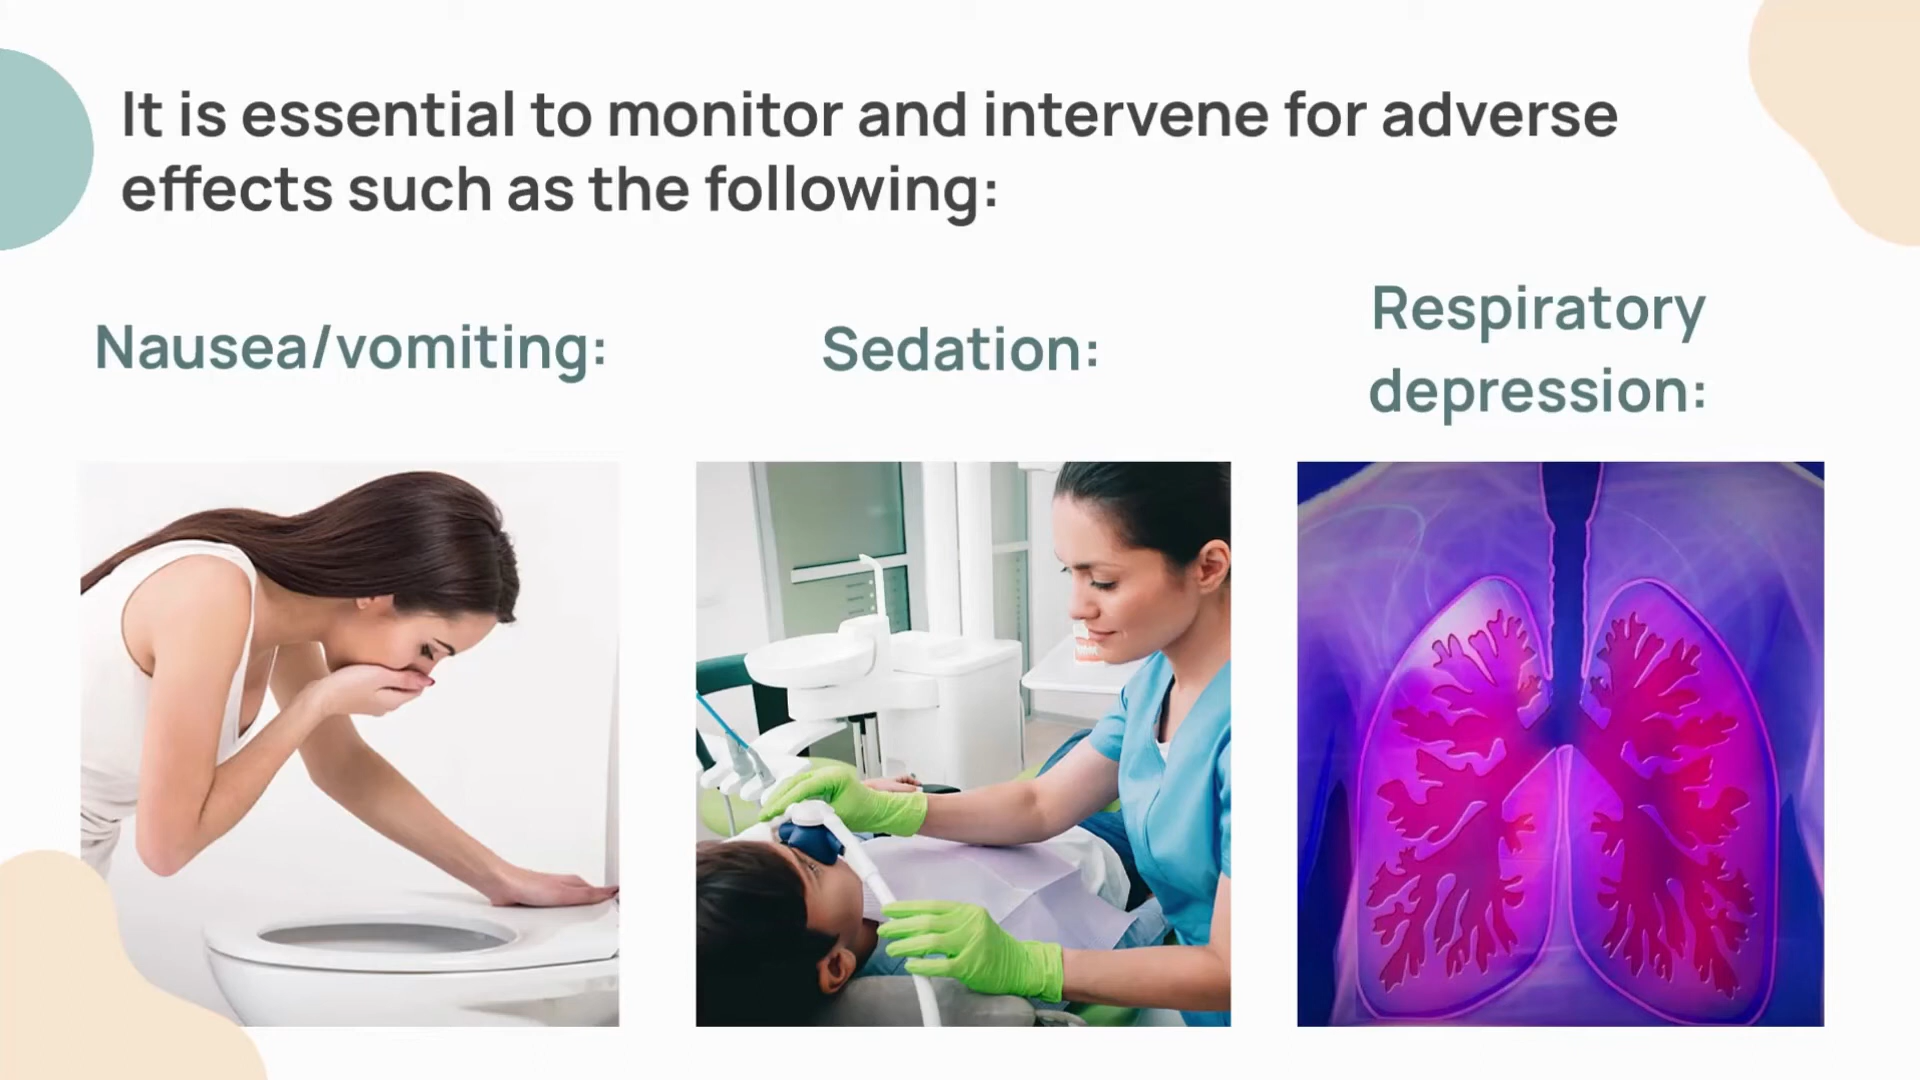 It is essential to monitor and intervene for adverse
effects such as the following:
Nausea/vomiting:
Sedation:
Respiratory
depression: